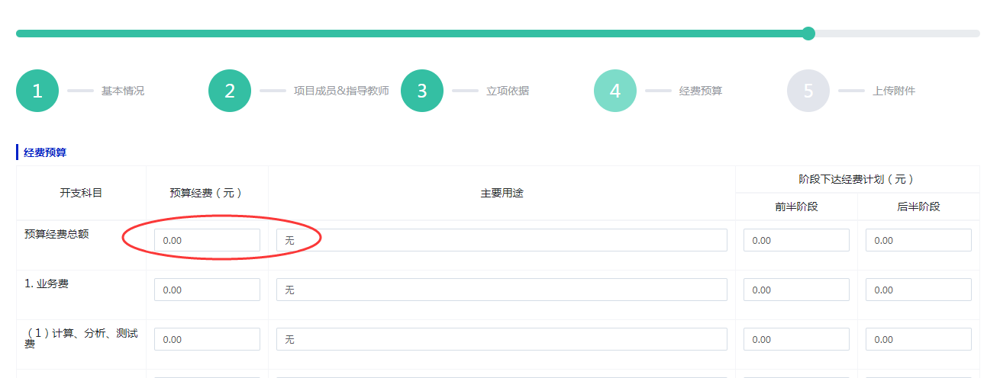 1 基本情况 2 项目成员&指导教师 3 立项依据 4 经费预算 5 上传附件
经费预算
开支科目 预算经费（元） 主要用途 阶段下达经费计划（元）
前半阶段 后半阶段
预算经费总额 0.00 无 0.00 0.00
1. 业务费 0.00 无 0.00 0.00
（1）计算、分析、测试
费 0.00 无 0.00 0.00